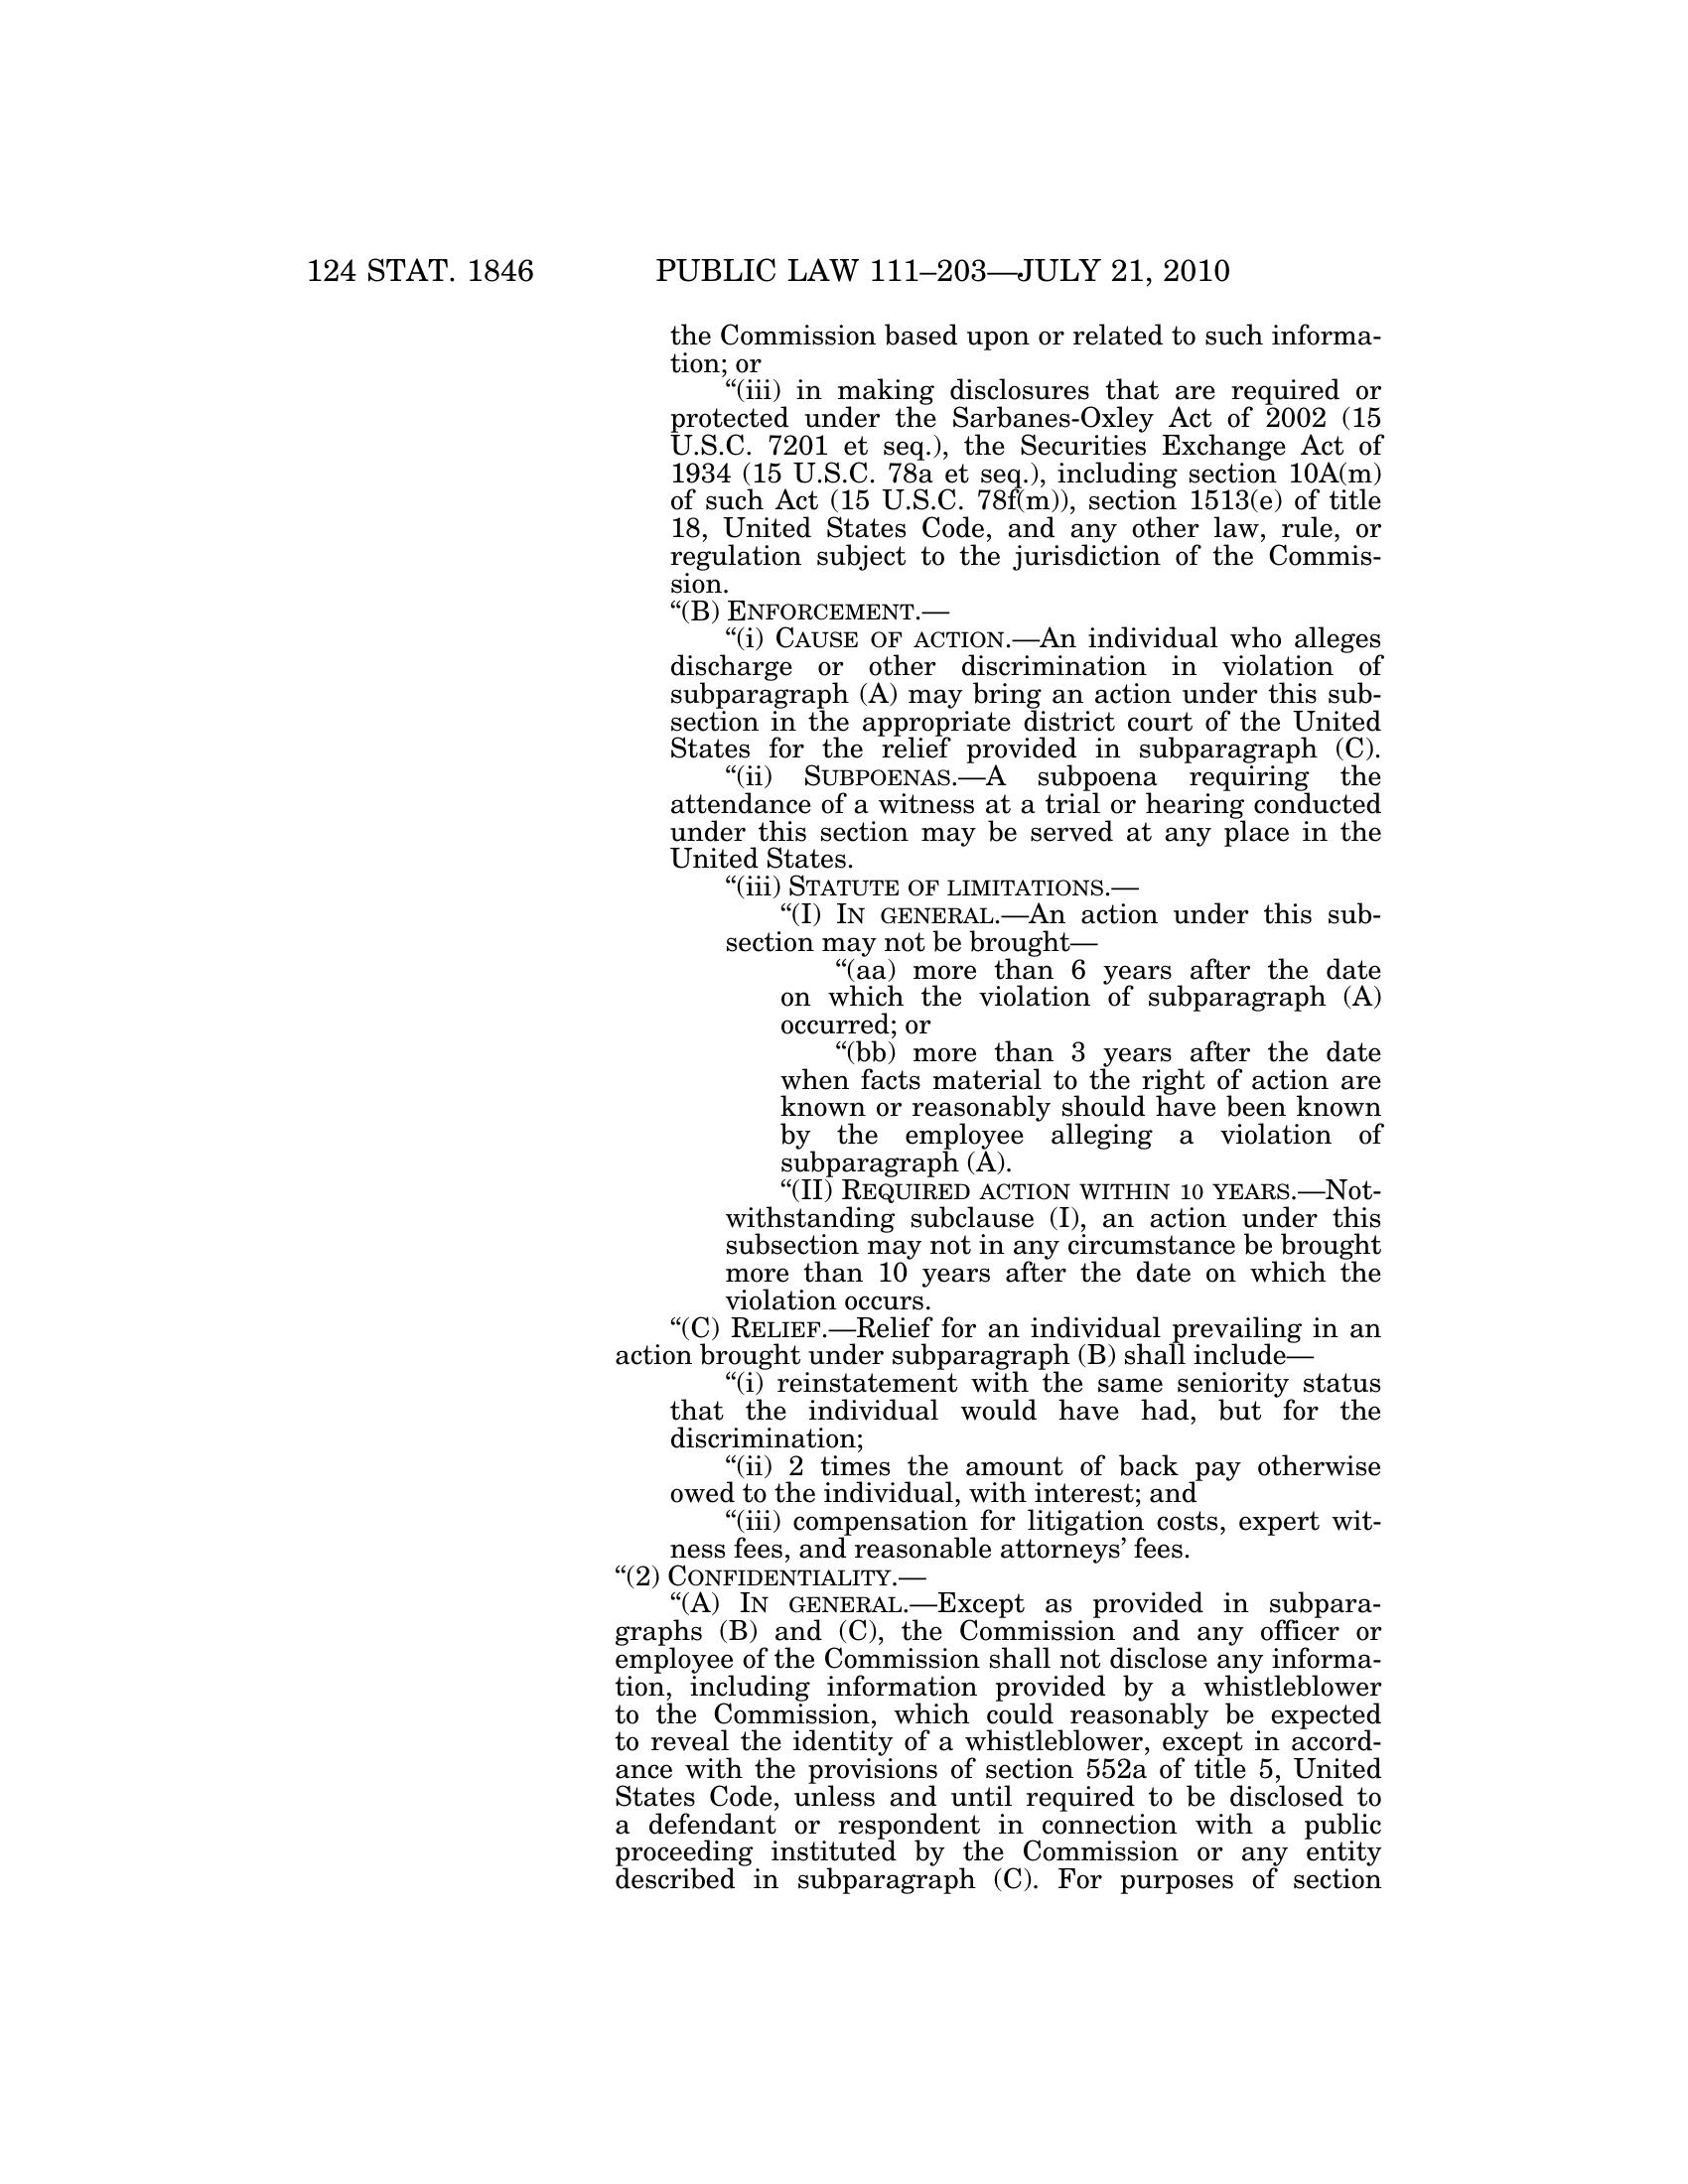 124 STAT. 1846 PUBLIC LAW 111–203—JULY 21, 2010
the Commission based upon or related to such informa-
tion; or
“(iii) in making disclosures that are required or
protected under the Sarbanes-Oxley Act of 2002 (15
U.S.C. 7201 et seq.), the Securities Exchange Act of
1934 (15 U.S.C. 78a et seq.), including section 10A(m)
of such Act (15 U.S.C. 78f(m)), section 1513(e) of title
18, United States Code, and any other law, rule, or
regulation subject to the jurisdiction of the Commis-
sion.
“(B) ENFORCEMENT.—
“(i) CAUSE OF ACTION.—An individual who alleges
discharge or other discrimination in violation of
subparagraph (A) may bring an action under this sub-
section in the appropriate district court of the United
States for the relief provided in subparagraph (C).
“(ii) SUBPOENAS.—A subpoena requiring the
attendance of a witness at a trial or hearing conducted
under this section may be served at any place in the
United States.
“(iii) STATUTE OF LIMITATIONS.—
“(I) IN GENERAL.—An action under this sub-
section may not be brought—
“(aa) more than 6 years after the date
on which the violation of subparagraph (A)
occurred; or
“(bb) more than 3 years after the date
when facts material to the right of action are
known or reasonably should have been known
by the employee alleging a violation of
subparagraph (A).
“(II) REQUIRED ACTION WITHIN 10 YEARS.—Not-
withstanding subclause (I), an action under this
subsection may not in any circumstance be brought
more than 10 years after the date on which the
violation occurs.
“(C) RELIEF.—Relief for an individual prevailing in an
action brought under subparagraph (B) shall include—
“(i) reinstatement with the same seniority status
that the individual would have had, but for the
discrimination;
“(ii) 2 times the amount of back pay otherwise
owed to the individual, with interest; and
“(iii) compensation for litigation costs, expert wit-
ness fees, and reasonable attorneys’ fees.
“(2) CONFIDENTIALITY.—
“(A) IN GENERAL.—Except as provided in subpara-
graphs (B) and (C), the Commission and any officer or
employee of the Commission shall not disclose any informa-
tion, including information provided by a whistleblower
to the Commission, which could reasonably be expected
to reveal the identity of a whistleblower, except in accord-
ance with the provisions of section 552a of title 5, United
States Code, unless and until required to be disclosed to
a defendant or respondent in connection with a public
proceeding instituted by the Commission or any entity
described in subparagraph (C). For purposes of section